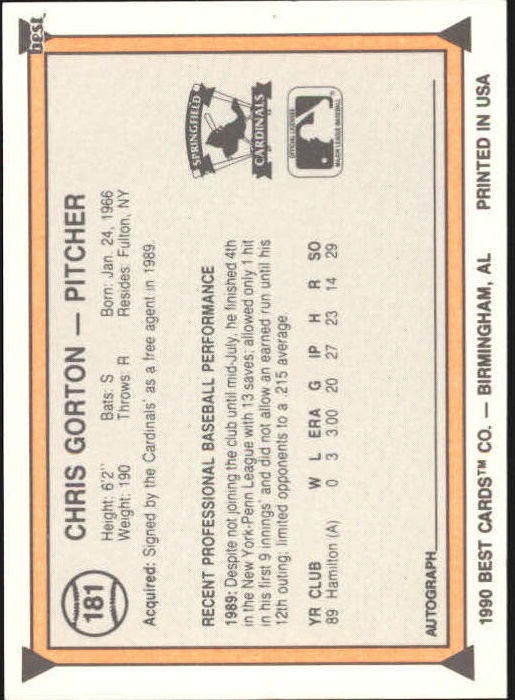 best
181
CHRIS GORTON — PITCHER
Height: 6'2" Bats: S Born: Jan. 24, 1966
Weight: 190 Throws: R Resides: Fulton, NY
Acquired: Signed by the Cardinals' as a free agent in 1989.
SPRINGFIELD
CARDINALS
OFFICIAL LICENSEE
MAJOR LEAGUE BASEBALL
RECENT PROFESSIONAL BASEBALL PERFORMANCE
1989: Despite not joining the club until mid-July, he finished 4th
in the New York-Penn League with 13 saves; allowed only 1 hit
in his first 9 innings' and did not allow an earned run until his
12th outing; limited opponents to a .215 average.
YR CLUB W L ERA G IP H R SO
89 Hamilton (A) 0 3 3.00 20 27 23 14 29
AUTOGRAPH
1990 BEST CARDS™ CO. — BIRMINGHAM, AL PRINTED IN USA